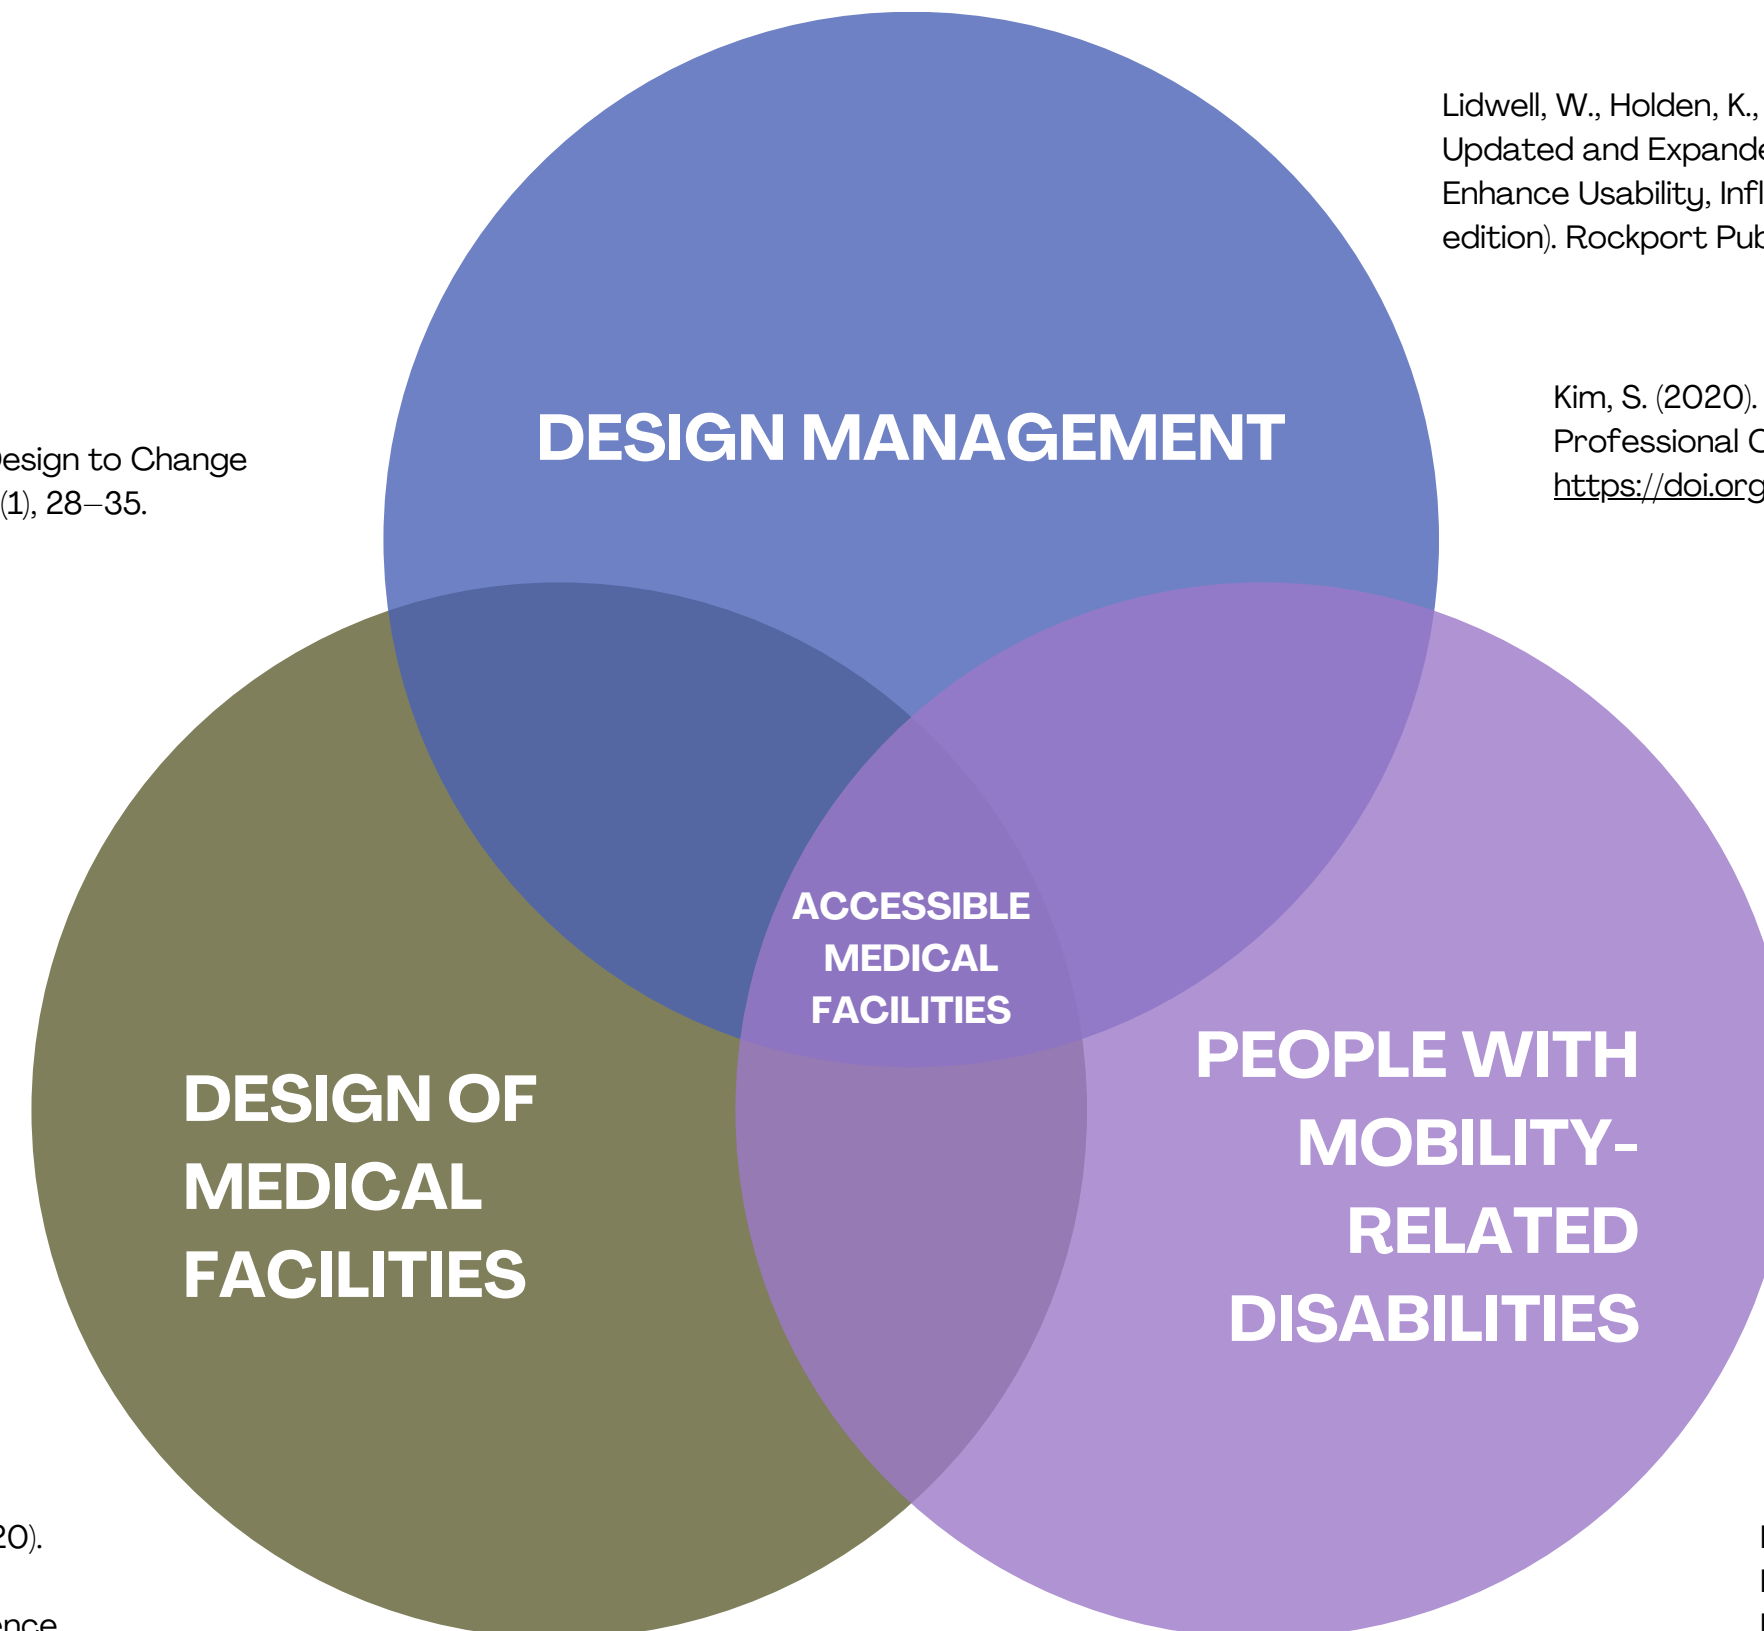 Lidwell, W., Holden, K.,
Updated and Expande
Enhance Usability, Infl
edition). Rockport Pub
Kim, S. (2020).
Professional C
https://doi.org
esign to Change
(1), 28–35.
DESIGN MANAGEMENT
ACCESSIBLE
MEDICAL
FACILITIES
DESIGN OF
MEDICAL
FACILITIES
PEOPLE WITH
MOBILITY-
RELATED
DISABILITIES
20).
ence